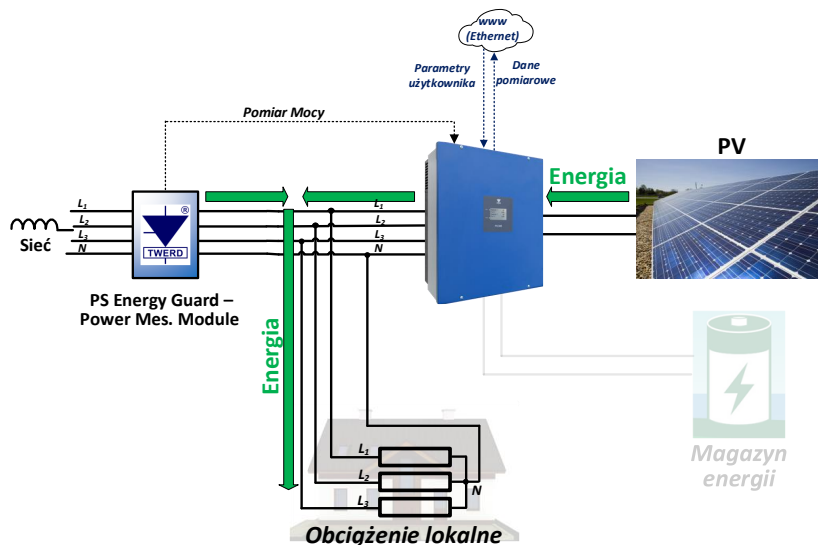 www
(Ethernet)
Parametry
użytkownika
Dane
pomiarowe
Pomiar Mocy
PV
Energia
L1
L2
L3
N
L1
L2
N
Sieć
®
TWERD
PS Energy Guard –
Power Mes. Module
Energia
L1
L2
L3
N
Magazyn
energii
Obciążenie lokalne